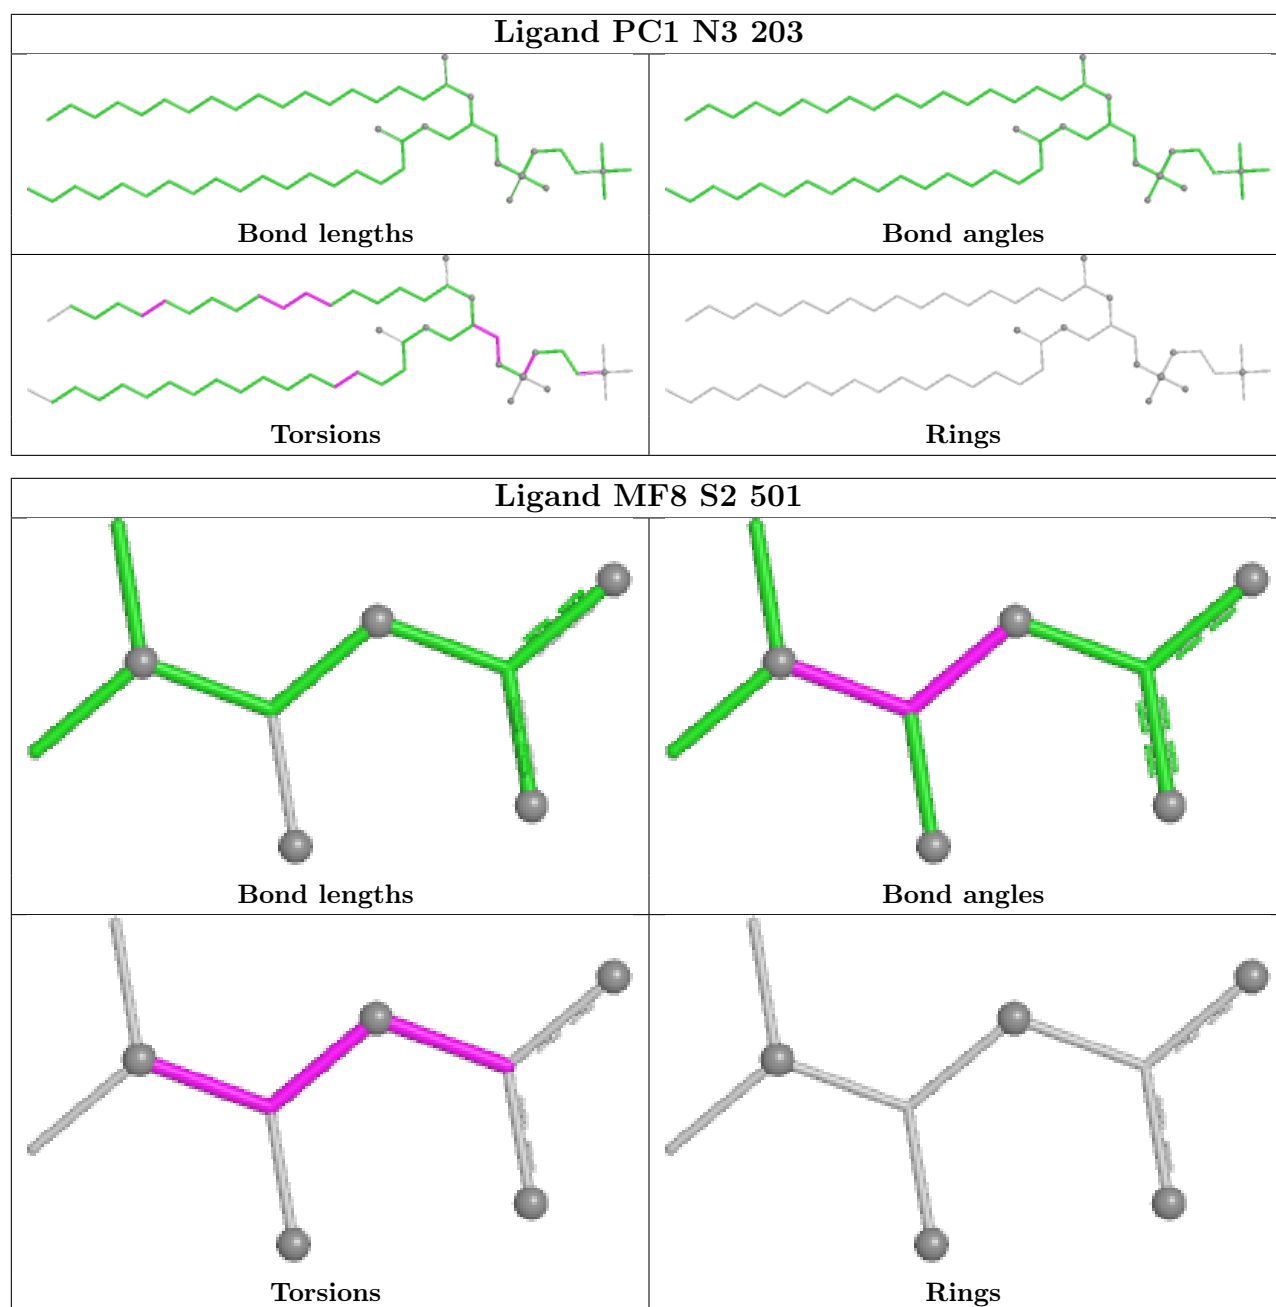 Ligand PC1 N3 203
Bond lengths
Bond angles
Torsions
Rings
Ligand MF8 S2 501
Bond lengths
Bond angles
Torsions
Rings